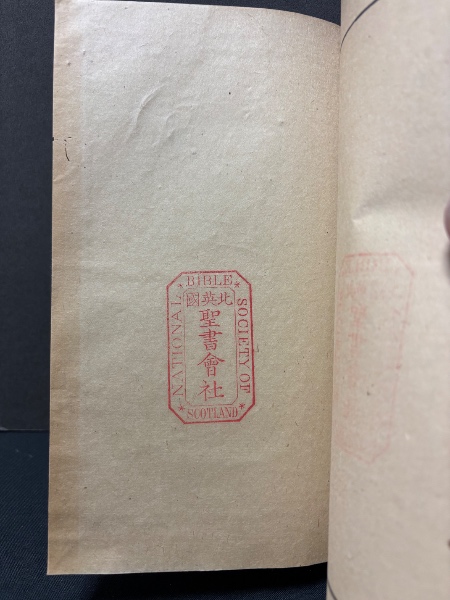 NATIONAL
BIBLE
SOCIETY OF
SCOTLAND
北英國
聖書會社